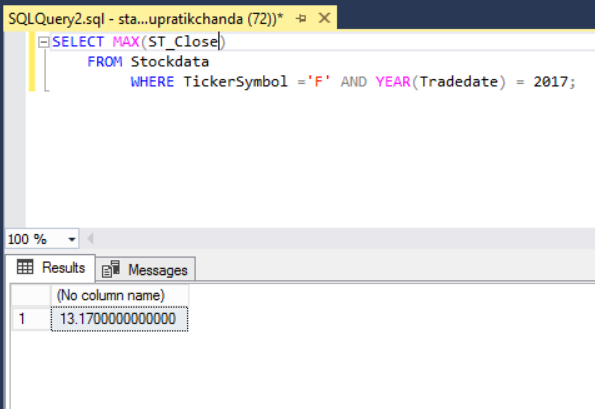 SQLQuery2.sql - sta...upratikchanda (72))*
SELECT MAX(ST_Close)
FROM Stockdata
WHERE TickerSymbol ='F' AND YEAR(Tradedate) = 2017;
100 %
Results Messages
(No column name)
1 13.1700000000000